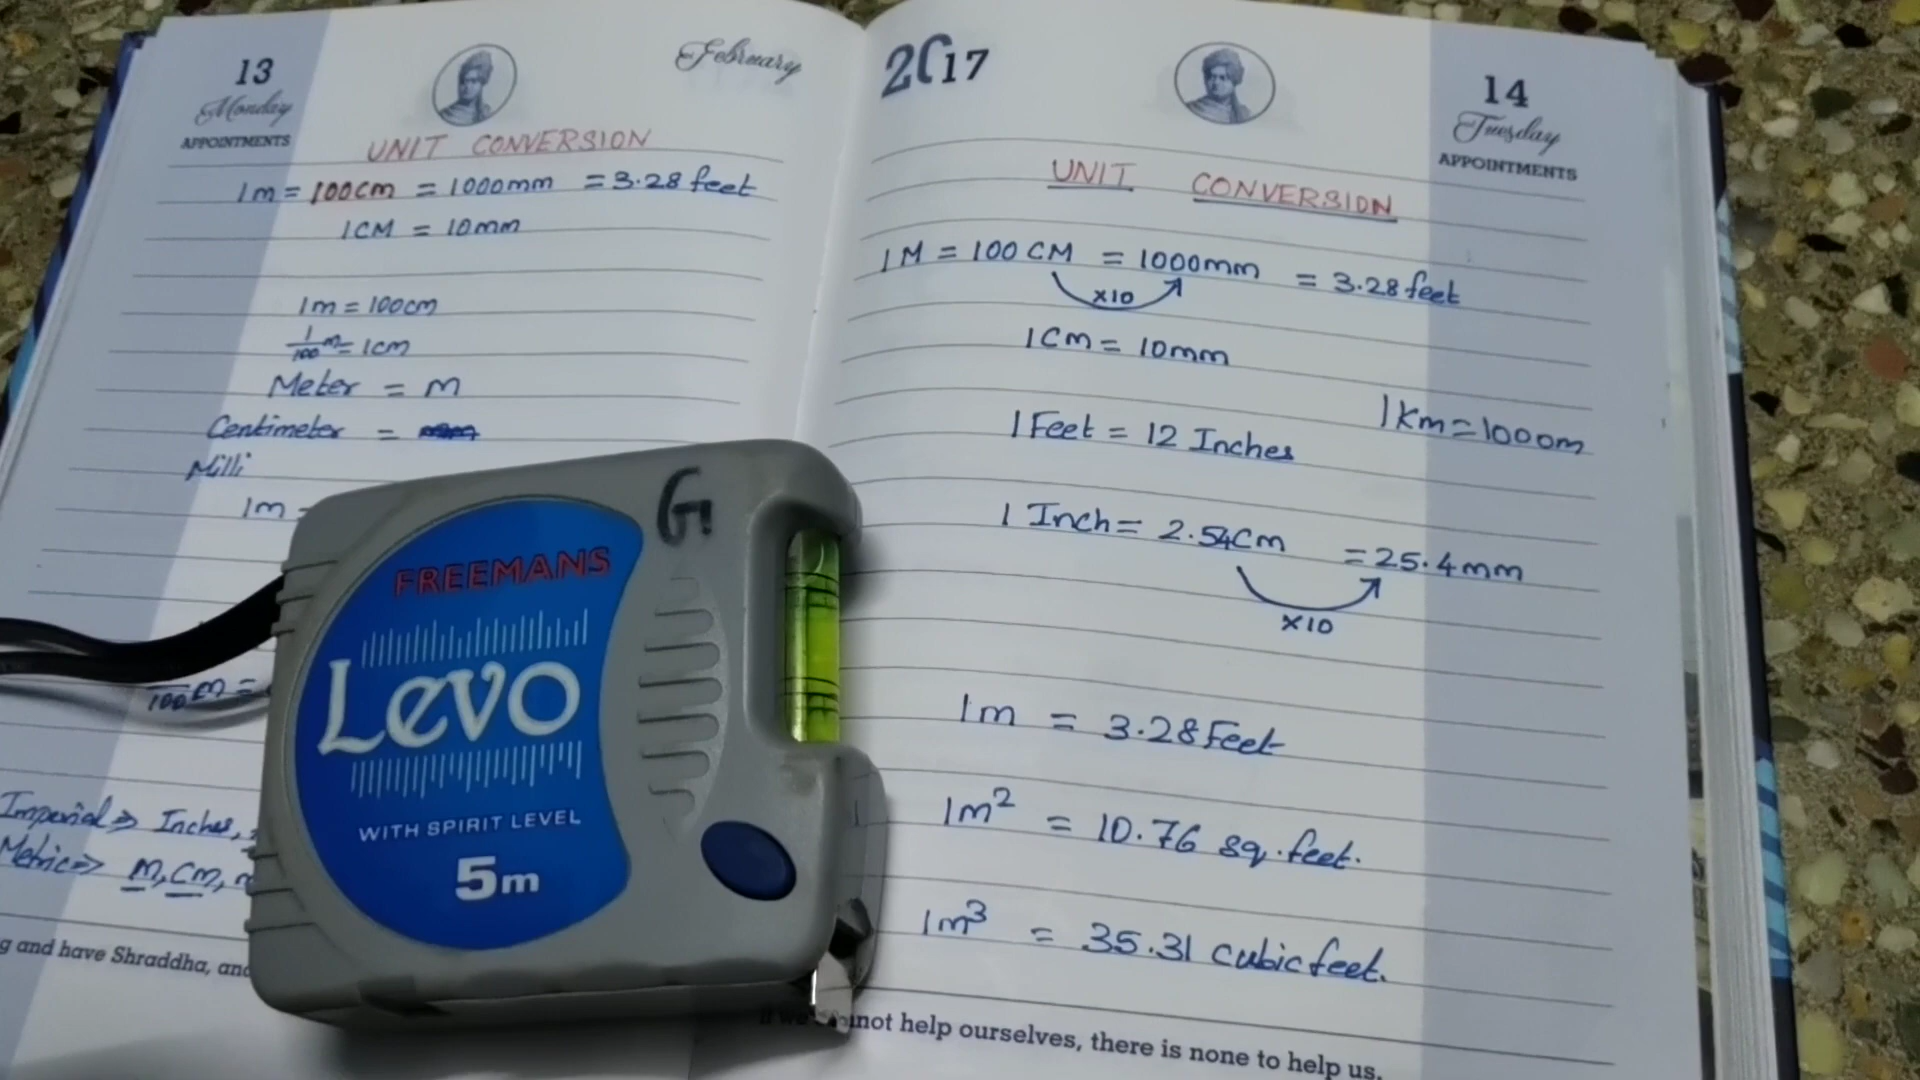 13
Monday
APPOINTMENTS
February
UNIT CONVERSION
1m = 100cm = 1000mm = 3.28 feet
1CM = 10mm
1m = 100cm
1/100 m = 1cm
Meter = m
Centimeter =
Milli
1m =
100 m =
Imperial => Inches,
Metric => m, cm,
g and have Shraddha, and
FREEMANS
Levo
WITH SPIRIT LEVEL
5m
G
2017
14
Tuesday
APPOINTMENTS
UNIT CONVERSION
1M = 100 CM = 1000mm = 3.28 feet
x10
1Cm = 10mm
1Km = 1000m
1 Feet = 12 Inches
1 Inch = 2.54Cm = 25.4mm
x10
1m = 3.28 Feet
1m² = 10.76 sq. feet.
1m³ = 35.31 cubic feet.
not help ourselves, there is none to help us.